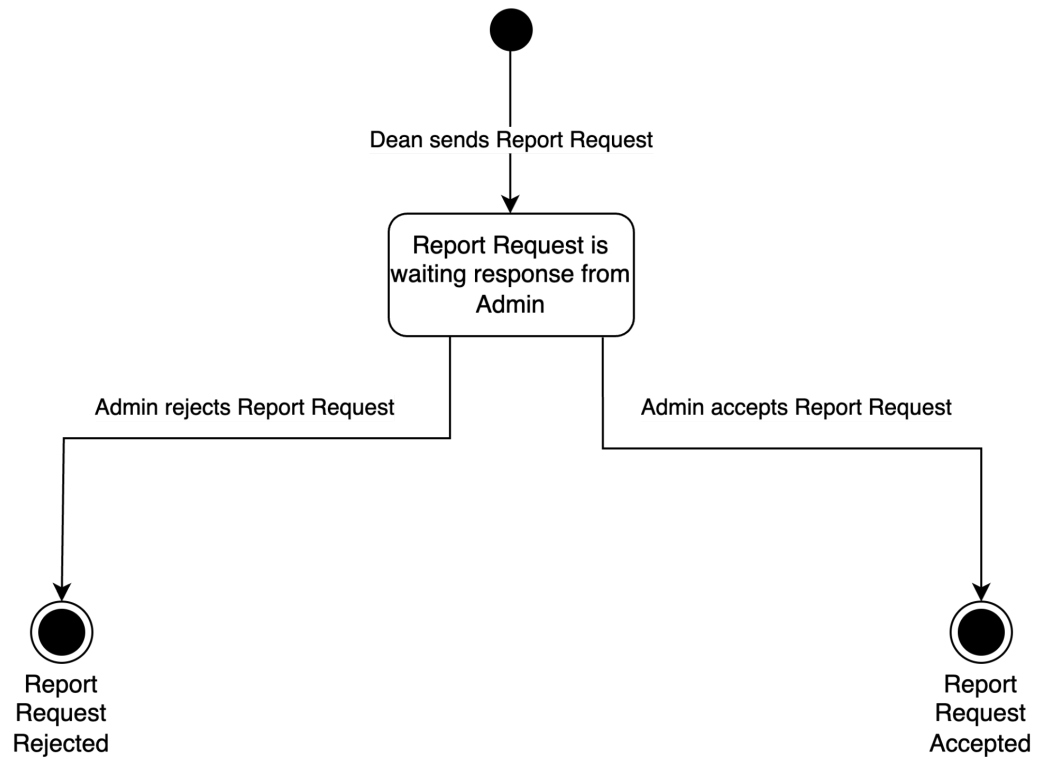 Dean sends Report Request
Report Request is
waiting response from
Admin
Admin rejects Report Request
Admin accepts Report Request
Report
Request
Rejected
Report
Request
Accepted